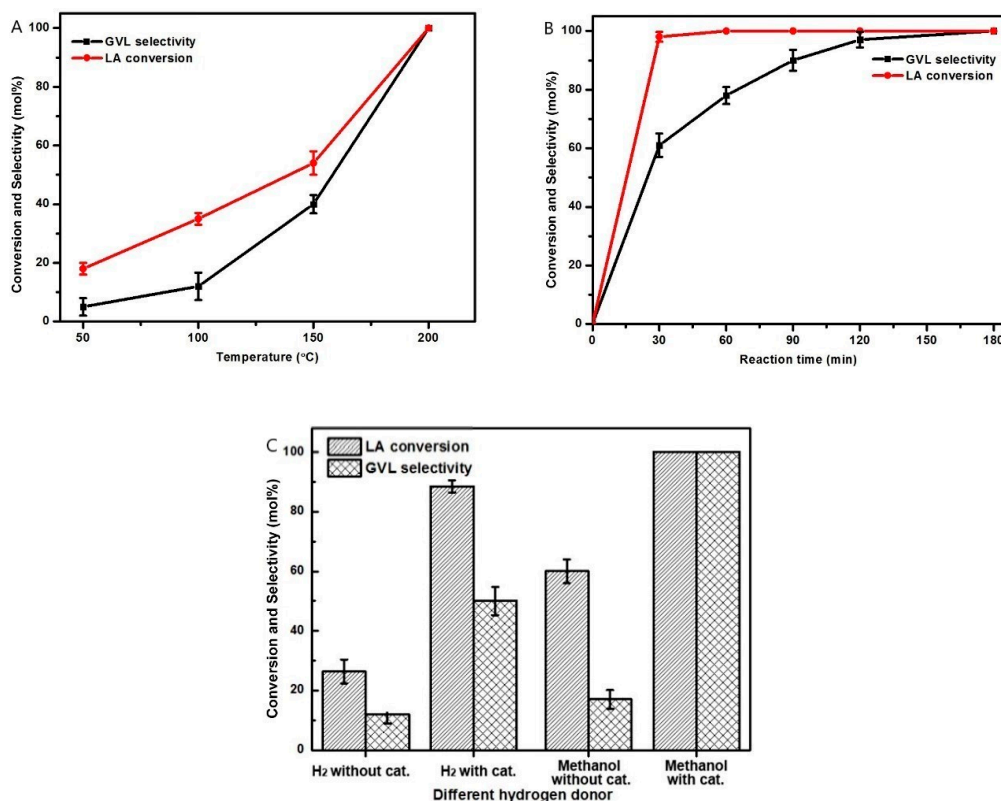 A
GVL selectivity
LA conversion
Conversion and Selectivity (mol%)
100
80
60
40
20
0
50
100
150
200
Temperature (°C)
B
GVL selectivity
LA conversion
Conversion and Selectivity (mol%)
100
80
60
40
20
0
0
30
60
90
120
150
180
Reaction time (min)
C
LA conversion
GVL selectivity
Conversion and Selectivity (mol%)
100
80
60
40
20
0
H2 without cat.
H2 with cat.
Methanol
without cat.
Methanol
with cat.
Different hydrogen donor